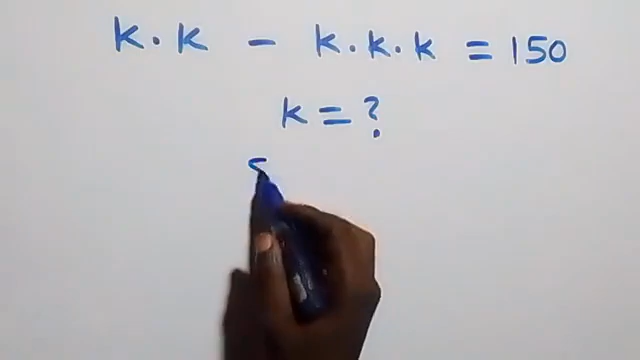 k·k - k·k·k = 150
k = ?